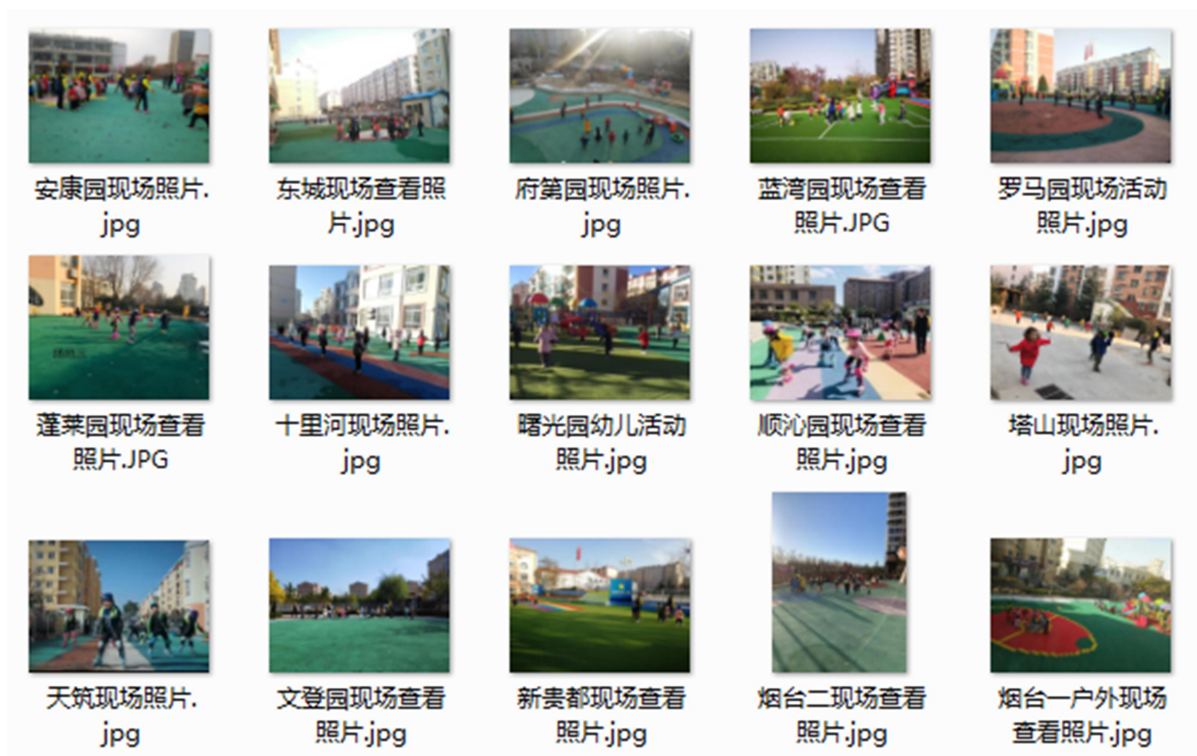 安康园现场照片.
jpg
东城现场查看照
片.jpg
府第园现场照片.
jpg
蓝湾园现场查看
照片.JPG
罗马园现场活动
照片.jpg
蓬莱园现场查看
照片.JPG
十里河现场照片.
jpg
曙光园幼儿活动
照片.jpg
顺沁园现场查看
照片.jpg
塔山现场照片.
jpg
天筑现场照片.
jpg
文登园现场查看
照片.jpg
新贵都现场查看
照片.jpg
烟台二现场查看
照片.jpg
烟台一户外现场
查看照片.jpg